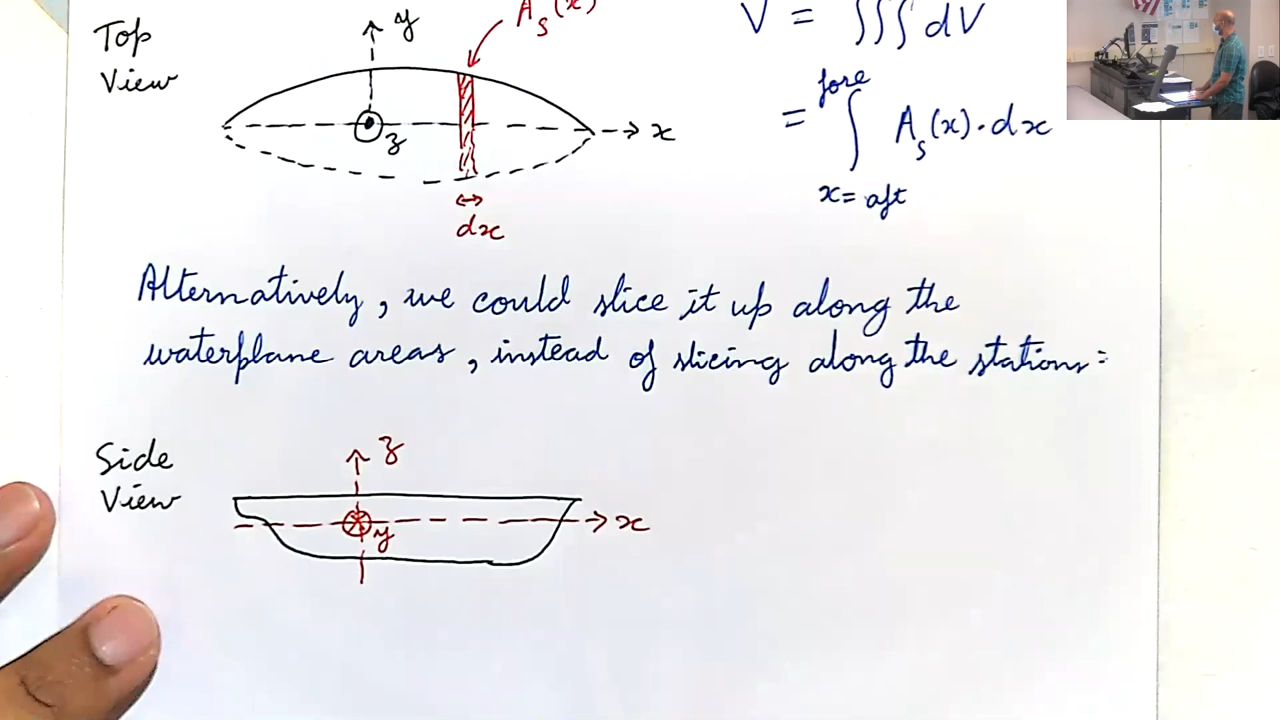 Top
View
y
A_s(x)
z
x
dx
V = ∫∫∫ dV
fore
= ∫ A_s(x)·dx
x= aft
Alternatively, we could slice it up along the
waterplane areas, instead of slicing along the stations:
Side
View
z
y
x